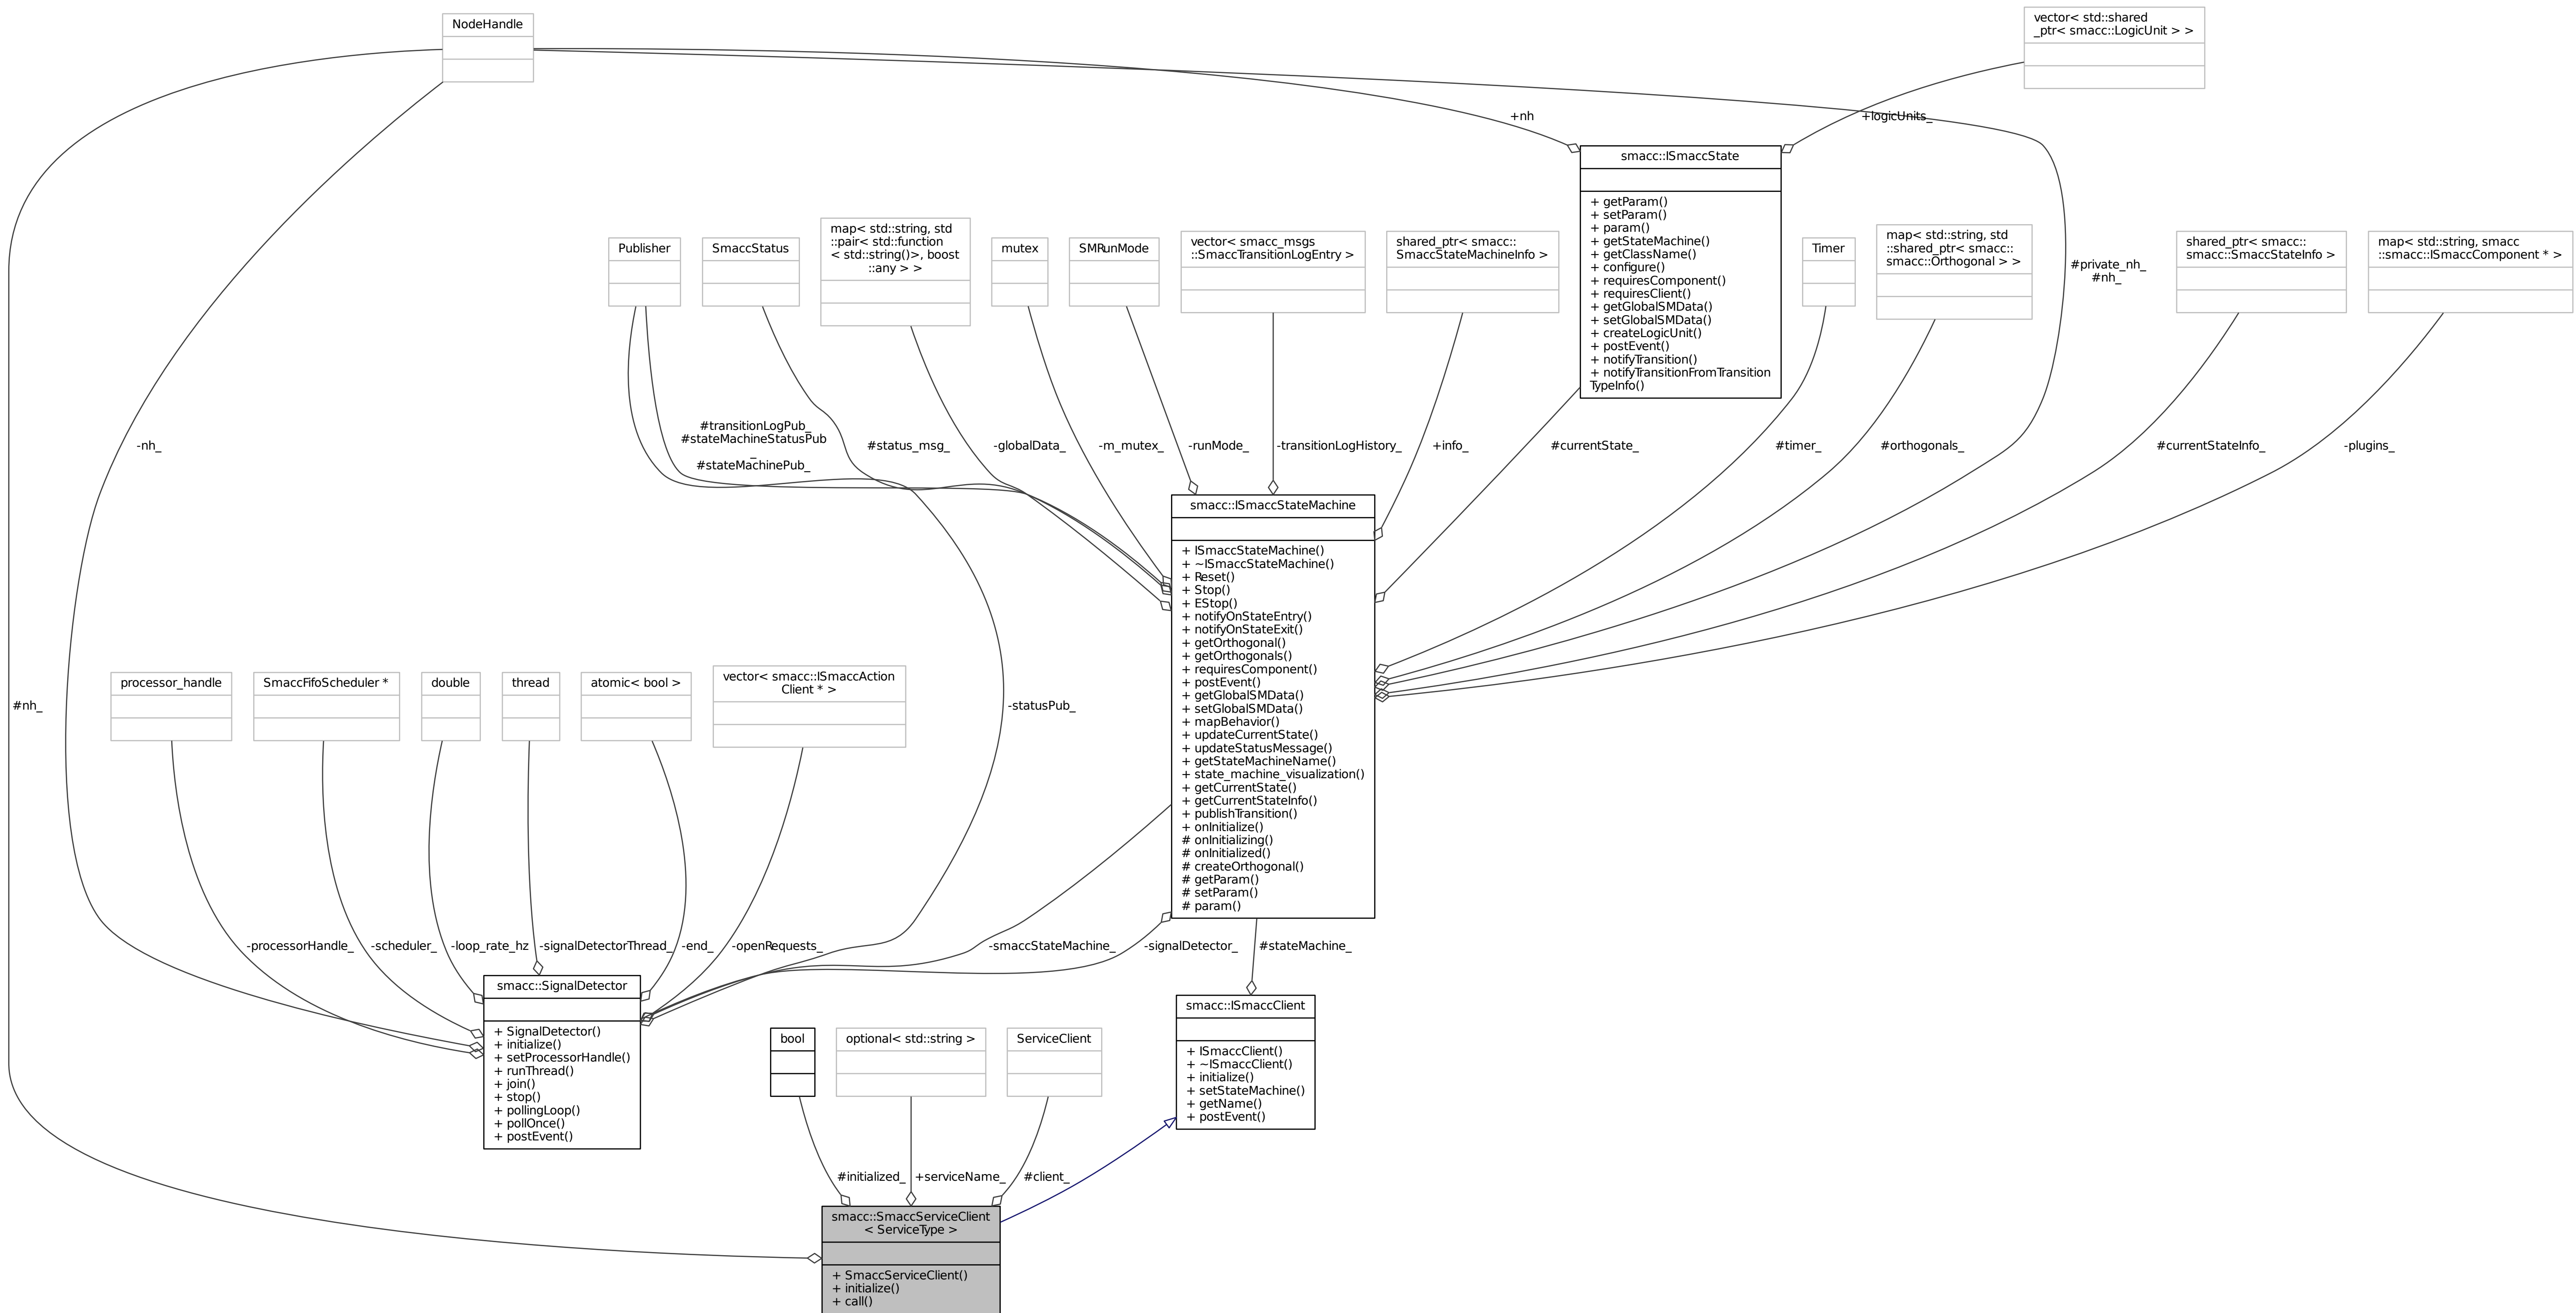 NodeHandle
vector< std::shared
_ptr< smacc::LogicUnit > >
+nh
+logicUnits_
smacc::ISmaccState
+ getParam()
+ setParam()
+ param()
+ getStateMachine()
+ getClassName()
+ configure()
+ requiresComponent()
+ requiresClient()
+ getGlobalSMData()
+ setGlobalSMData()
+ createLogicUnit()
+ postEvent()
+ notifyTransition()
+ notifyTransitionFromTransition
TypeInfo()
Publisher
SmaccStatus
map< std::string, std
::pair< std::function
< std::string()>, boost
::any > >
mutex
SMRunMode
vector< smacc_msgs
::SmaccTransitionLogEntry >
shared_ptr< smacc::
SmaccStateMachineInfo >
Timer
map< std::string, std
::shared_ptr< smacc::
smacc::Orthogonal > >
#private_nh_
#nh_
shared_ptr< smacc::
smacc::SmaccStateInfo >
map< std::string, smacc
::smacc::ISmaccComponent * >
-nh_
#transitionLogPub_
#stateMachineStatusPub
_
#stateMachinePub_
#status_msg_
-globalData_
-m_mutex_
-runMode_
-transitionLogHistory_
+info_
#currentState_
#timer_
#orthogonals_
#currentStateInfo_
-plugins_
smacc::ISmaccStateMachine
+ ISmaccStateMachine()
+ ~ISmaccStateMachine()
+ Reset()
+ Stop()
+ EStop()
+ notifyOnStateEntry()
+ notifyOnStateExit()
+ getOrthogonal()
+ getOrthogonals()
+ requiresComponent()
+ postEvent()
+ getGlobalSMData()
+ setGlobalSMData()
+ mapBehavior()
+ updateCurrentState()
+ updateStatusMessage()
+ getStateMachineName()
+ state_machine_visualization()
+ getCurrentState()
+ getCurrentStateInfo()
+ publishTransition()
+ onInitialize()
# onInitializing()
# onInitialized()
# createOrthogonal()
# getParam()
# setParam()
# param()
processor_handle
SmaccFifoScheduler *
double
thread
atomic< bool >
vector< smacc::ISmaccAction
Client * >
#nh_
-statusPub_
-processorHandle_
-scheduler_
-loop_rate_hz
-signalDetectorThread_
-end_
-openRequests_
-smaccStateMachine_
-signalDetector_
#stateMachine_
smacc::SignalDetector
+ SignalDetector()
+ initialize()
+ setProcessorHandle()
+ runThread()
+ join()
+ stop()
+ pollingLoop()
+ pollOnce()
+ postEvent()
bool
optional< std::string >
ServiceClient
smacc::ISmaccClient
+ ISmaccClient()
+ ~ISmaccClient()
+ initialize()
+ setStateMachine()
+ getName()
+ postEvent()
#initialized_
+serviceName_
#client_
smacc::SmaccServiceClient
< ServiceType >
+ SmaccServiceClient()
+ initialize()
+ call()